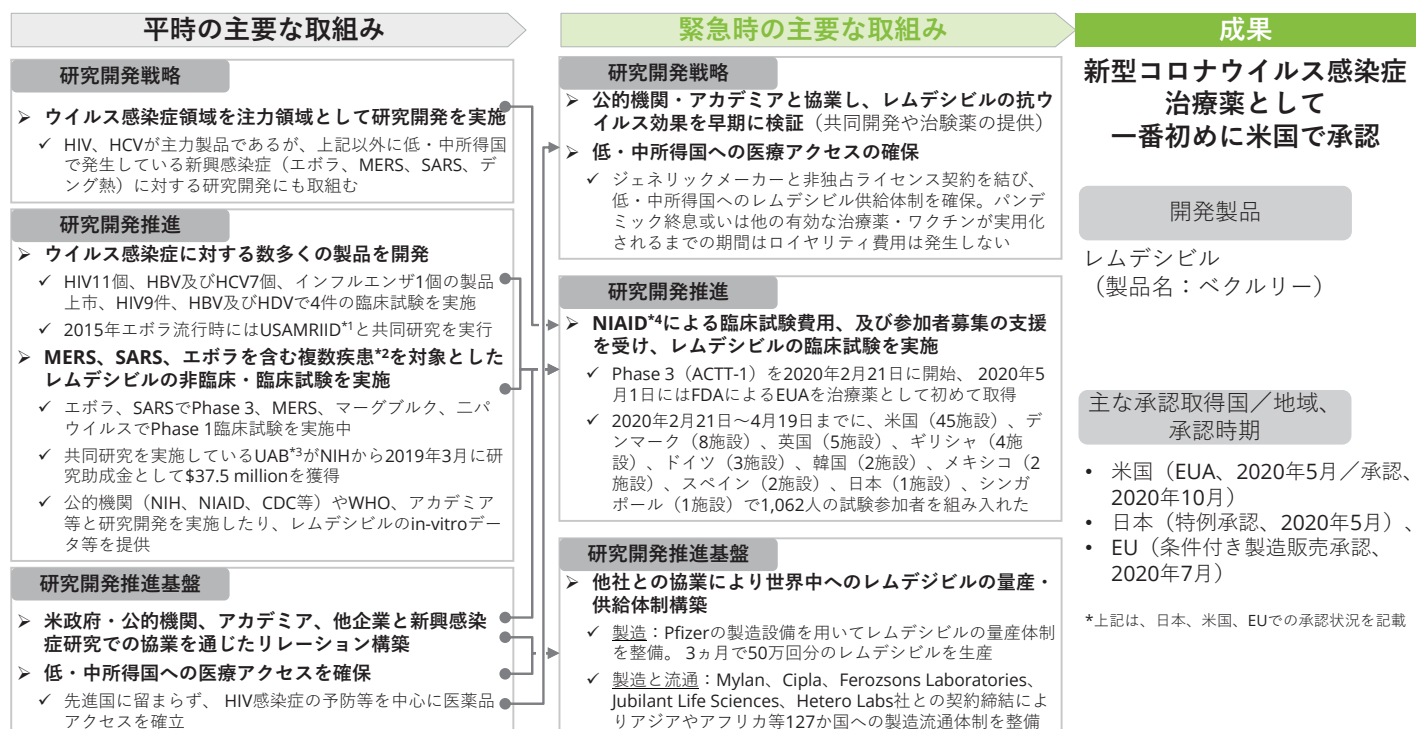 平時の主要な取組み
研究開発戦略
➢ ウイルス感染症領域を注力領域として研究開発を実施
✓ HIV、HCVが主力製品であるが、上記以外に低・中所得国
で発生している新興感染症（エボラ、MERS、SARS、デ
ング熱）に対する研究開発にも取組む
研究開発推進
➢ ウイルス感染症に対する数多くの製品を開発
✓ HIV11個、HBV及びHCV7個、インフルエンザ1個の製品
上市、HIV9件、HBV及びHDVで4件の臨床試験を実施
✓ 2015年エボラ流行時にはUSAMRIID*1と共同研究を実行
➢ MERS、SARS、エボラを含む複数疾患*2を対象とした
レムデシビルの非臨床・臨床試験を実施
✓ エボラ、SARSでPhase 3、MERS、マーグブルク、二パ
ウイルスでPhase 1臨床試験を実施中
✓ 共同研究を実施しているUAB*3がNIHから2019年3月に研
究助成金として$37.5 millionを獲得
✓ 公的機関（NIH、NIAID、CDC等）やWHO、アカデミア
等と研究開発を実施したり、レムデシビルのin-vitroデー
タ等を提供
研究開発推進基盤
➢ 米政府・公的機関、アカデミア、他企業と新興感染
症研究での協業を通じたリレーション構築
➢ 低・中所得国への医療アクセスを確保
✓ 先進国に留まらず、 HIV感染症の予防等を中心に医薬品
アクセスを確立
緊急時の主要な取組み
研究開発戦略
➢ 公的機関・アカデミアと協業し、レムデシビルの抗ウ
イルス効果を早期に検証（共同開発や治験薬の提供）
➢ 低・中所得国への医療アクセスの確保
✓ ジェネリックメーカーと非独占ライセンス契約を結び、
低・中所得国へのレムデシビル供給体制を確保。パンデ
ミック終息或いは他の有効な治療薬・ワクチンが実用化
されるまでの期間はロイヤリティ費用は発生しない
研究開発推進
➢ NIAID*4による臨床試験費用、及び参加者募集の支援
を受け、レムデシビルの臨床試験を実施
✓ Phase 3（ACTT-1）を2020年2月21日に開始、 2020年5
月1日にはFDAによるEUAを治療薬として初めて取得
✓ 2020年2月21日～4月19日までに、米国（45施設）、デ
ンマーク（8施設）、英国（5施設）、ギリシャ（4施
設）、ドイツ（3施設）、韓国（2施設）、メキシコ（2
施設）、スペイン（2施設）、日本（1施設）、シンガ
ポール（1施設）で1,062人の試験参加者を組み入れた
研究開発推進基盤
➢ 他社との協業により世界中へのレムデジビルの量産・
供給体制構築
✓ 製造：Pfizerの製造設備を用いてレムデシビルの量産体制
を整備。 3ヵ月で50万回分のレムデシビルを生産
✓ 製造と流通：Mylan、Cipla、Ferozsons Laboratories、
Jubilant Life Sciences、Hetero Labs社との契約締結によ
りアジアやアフリカ等127か国への製造流通体制を整備
成果
新型コロナウイルス感染症
治療薬として
一番初めに米国で承認
開発製品
レムデシビル
（製品名：ベクルリー）
主な承認取得国／地域、
承認時期
• 米国（EUA、2020年5月／承認、
2020年10月）
• 日本（特例承認、2020年5月）、
• EU（条件付き製造販売承認、
2020年7月）
*上記は、日本、米国、EUでの承認状況を記載